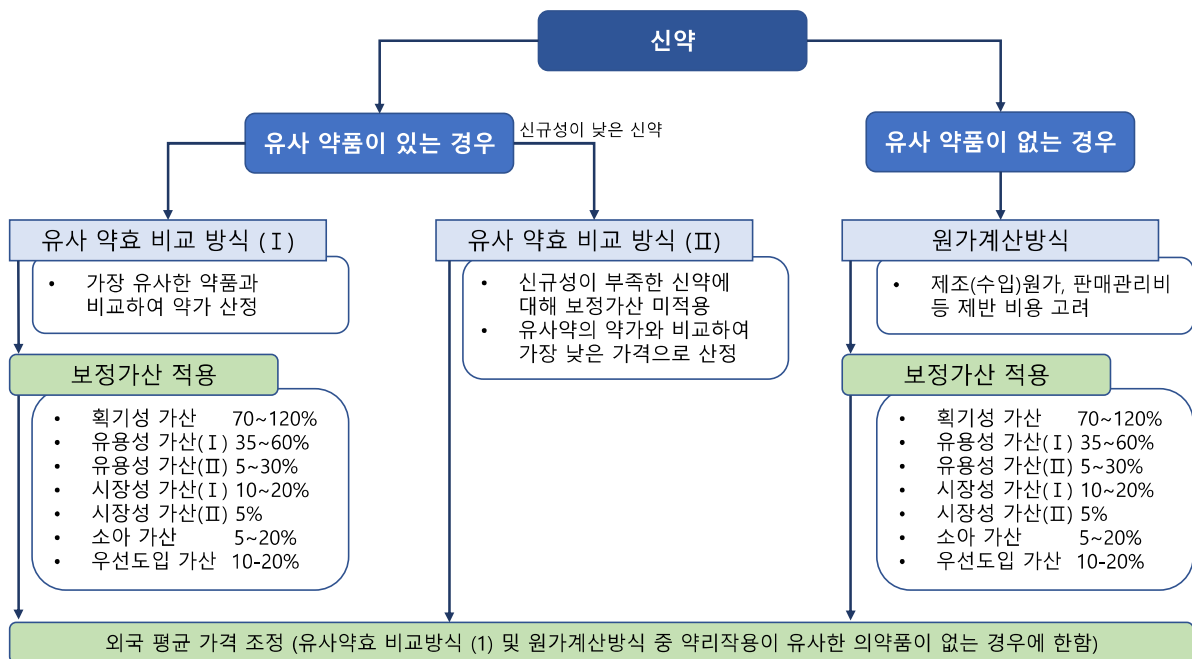 신약
유사 약품이 있는 경우
신규성이 낮은 신약
유사 약품이 없는 경우
유사 약효 비교 방식 (Ⅰ)
• 가장 유사한 약품과
비교하여 약가 산정
보정가산 적용
• 획기성 가산 70~120%
• 유용성 가산(Ⅰ) 35~60%
• 유용성 가산(Ⅱ) 5~30%
• 시장성 가산(Ⅰ) 10~20%
• 시장성 가산(Ⅱ) 5%
• 소아 가산 5~20%
• 우선도입 가산 10-20%
유사 약효 비교 방식 (Ⅱ)
• 신규성이 부족한 신약에
대해 보정가산 미적용
• 유사약의 약가와 비교하여
가장 낮은 가격으로 산정
원가계산방식
• 제조(수입)원가, 판매관리비
등 제반 비용 고려
보정가산 적용
• 획기성 가산 70~120%
• 유용성 가산(Ⅰ) 35~60%
• 유용성 가산(Ⅱ) 5~30%
• 시장성 가산(Ⅰ) 10~20%
• 시장성 가산(Ⅱ) 5%
• 소아 가산 5~20%
• 우선도입 가산 10-20%
외국 평균 가격 조정 (유사약효 비교방식 (1) 및 원가계산방식 중 약리작용이 유사한 의약품이 없는 경우에 한함)